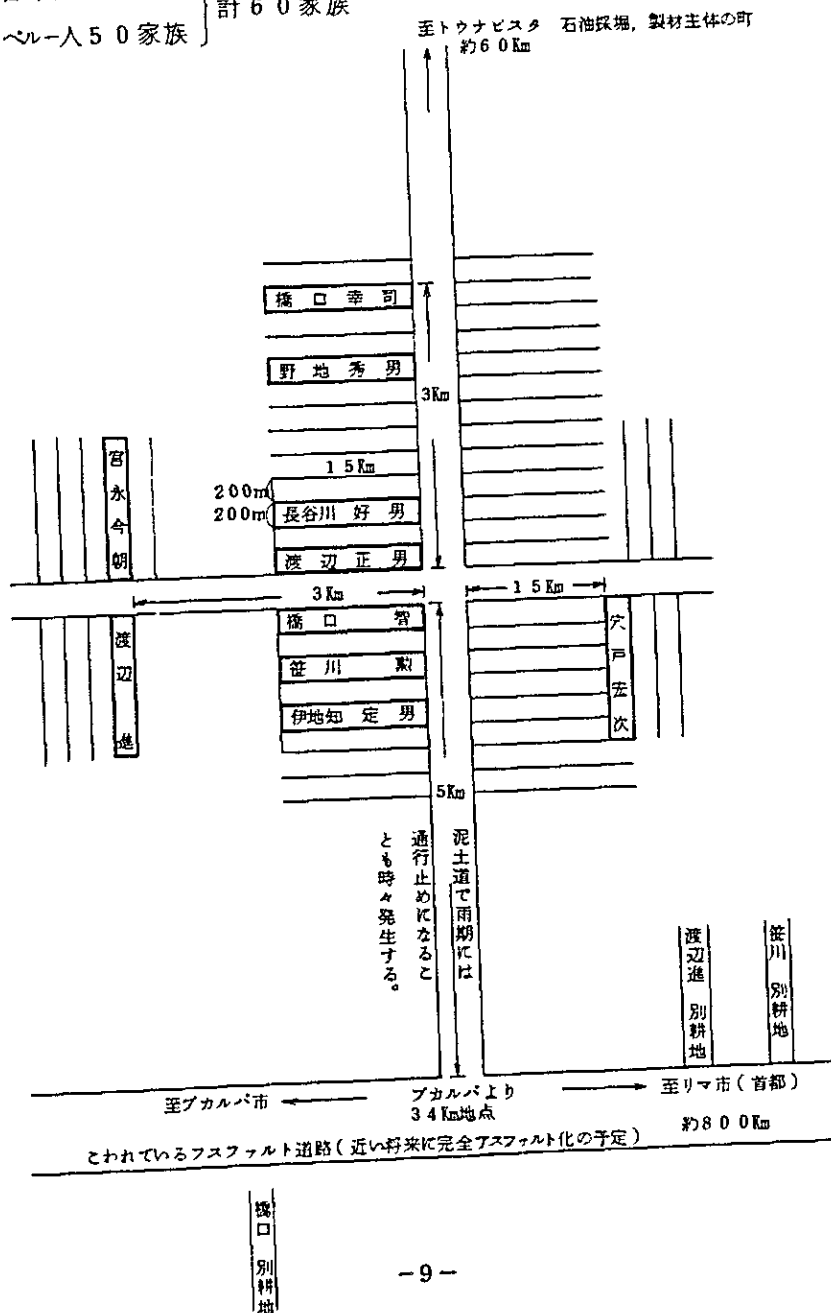 計60家族
ペルー人50家族
至トウナビスタ 石油採堀,製材主体の町
約60Km
橋口幸司
野地秀男
3Km
宮永今朝
15Km
200m
200m
長谷川 好男
渡辺正男
3Km
15Km
橋口 智
渡辺 進
笹川 勲
宍戸宏次
伊地知 定男
5Km
泥土道で雨期には
通行止めになるこ
とも時々発生する。
渡辺進 別耕地
笹川 別耕地
至プカルパ市
プカルパより
34Km地点
至リマ市(首都)
約800Km
こわれているフスファルト道路(近い将来に完全アスファルト化の予定)
橋口 別耕地
-9-